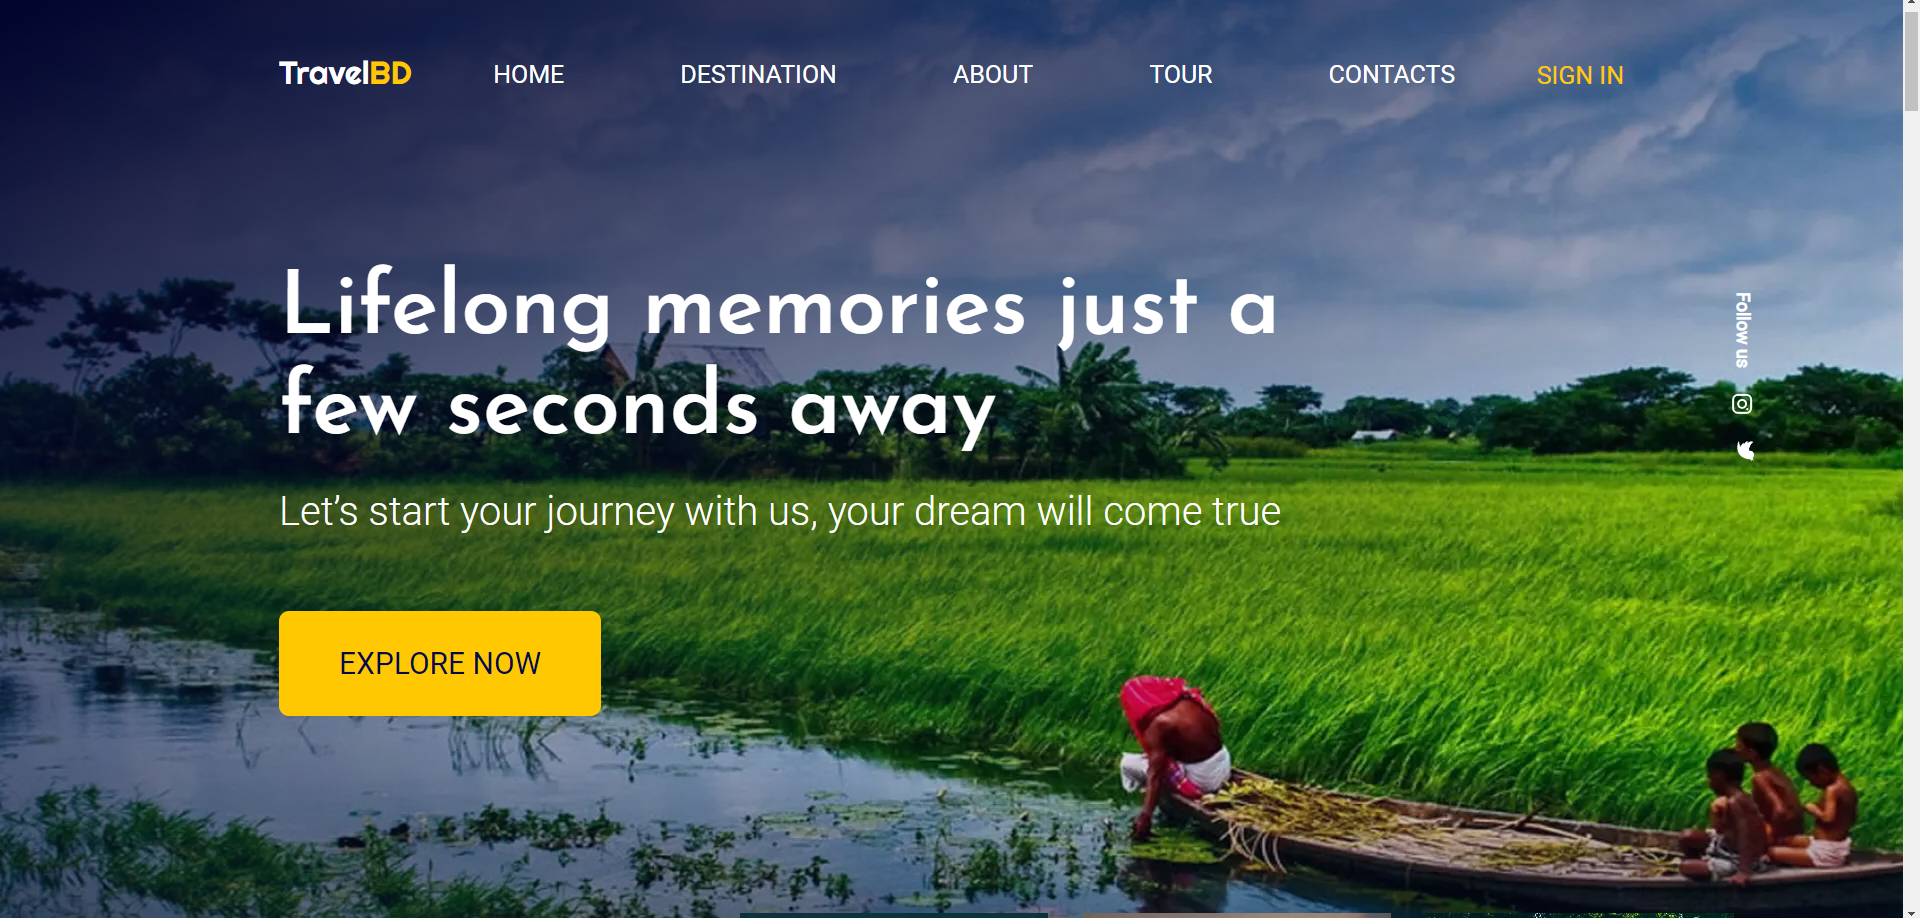 TravelBD
HOME
DESTINATION
ABOUT
TOUR
CONTACTS
SIGN IN
Lifelong memories just a
few seconds away
Let’s start your journey with us, your dream will come true
EXPLORE NOW
Follow us